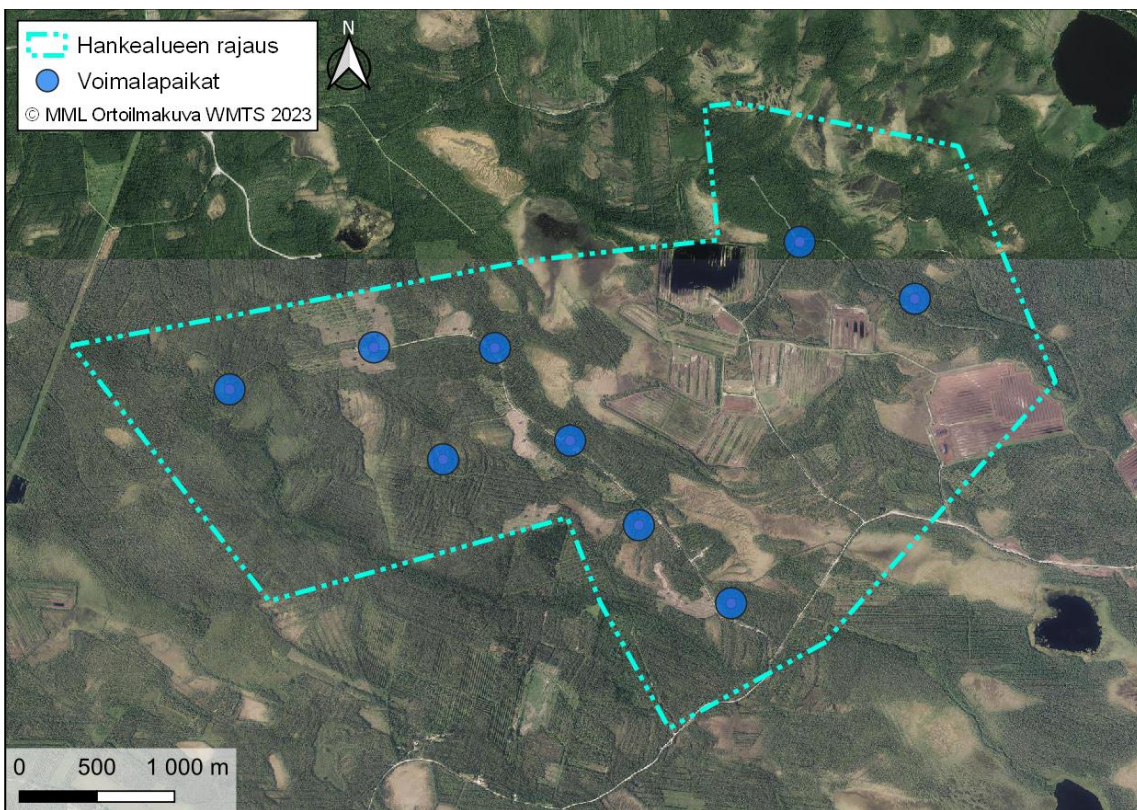 Hankealueen rajaus
Voimalapaikat
© MML Ortoilmakuva WMTS 2023
N
0 500 1 000 m